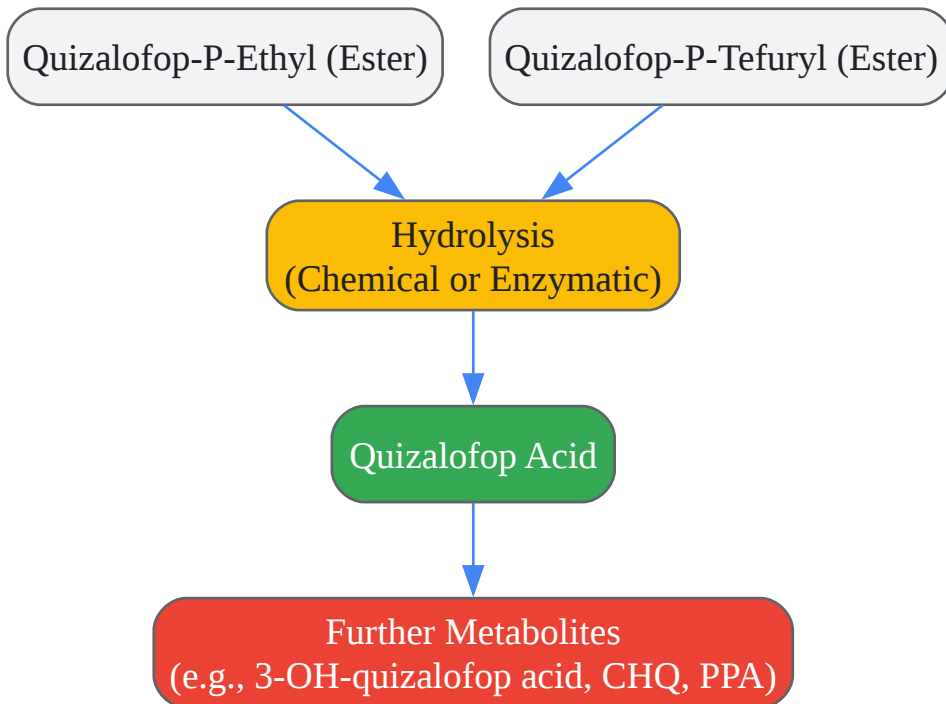 Quizalofop-P-Ethyl (Ester)
Quizalofop-P-Tefuryl (Ester)
Hydrolysis
(Chemical or Enzymatic)
Quizalofop Acid
Further Metabolites
(e.g., 3-OH-quizalofop acid, CHQ, PPA)